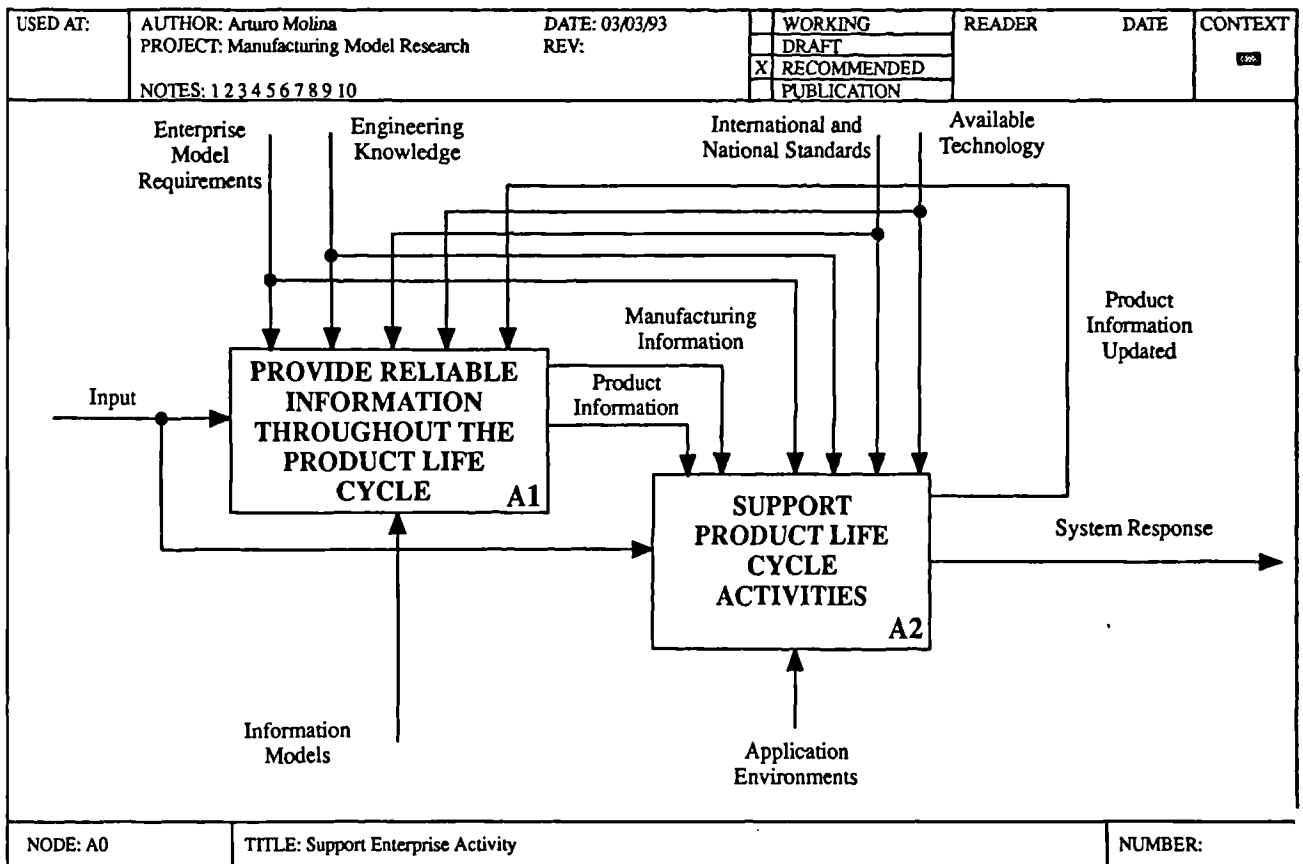 USED AT:
AUTHOR: Arturo Molina
DATE: 03/03/93
PROJECT: Manufacturing Model Research
REV:
NOTES: 1 2 3 4 5 6 7 8 9 10
WORKING
DRAFT
X RECOMMENDED
PUBLICATION
READER
DATE
CONTEXT
Enterprise
Model
Requirements
Engineering
Knowledge
International and
National Standards
Available
Technology
Manufacturing
Information
Product
Information
Product
Information
Updated
Input
PROVIDE RELIABLE
INFORMATION
THROUGHOUT THE
PRODUCT LIFE
CYCLE
A1
SUPPORT
PRODUCT LIFE
CYCLE
ACTIVITIES
A2
System Response
Information
Models
Application
Environments
NODE: A0
TITLE: Support Enterprise Activity
NUMBER: